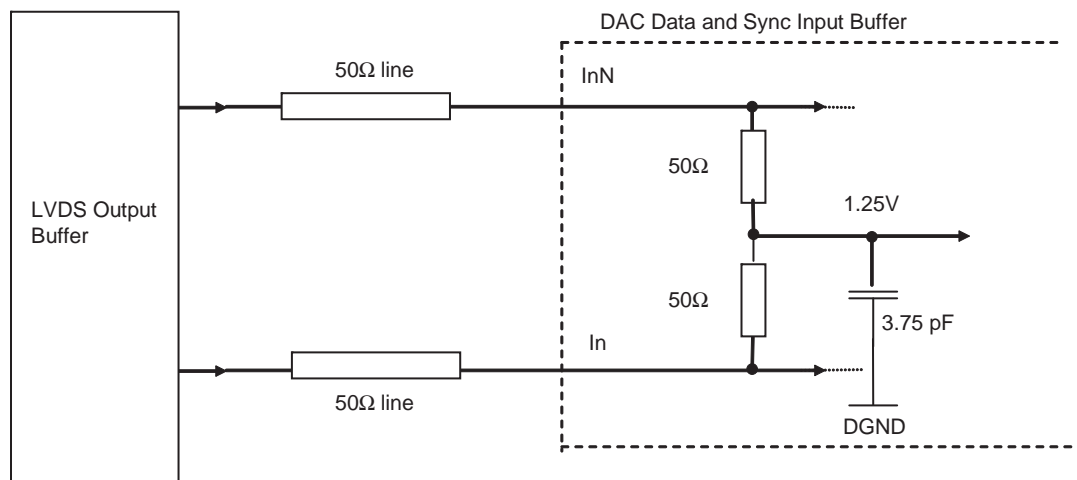 DAC Data and Sync Input Buffer
50Ω line
InN
50Ω
LVDS Output
Buffer
1.25V
50Ω
3.75 pF
In
50Ω line
DGND